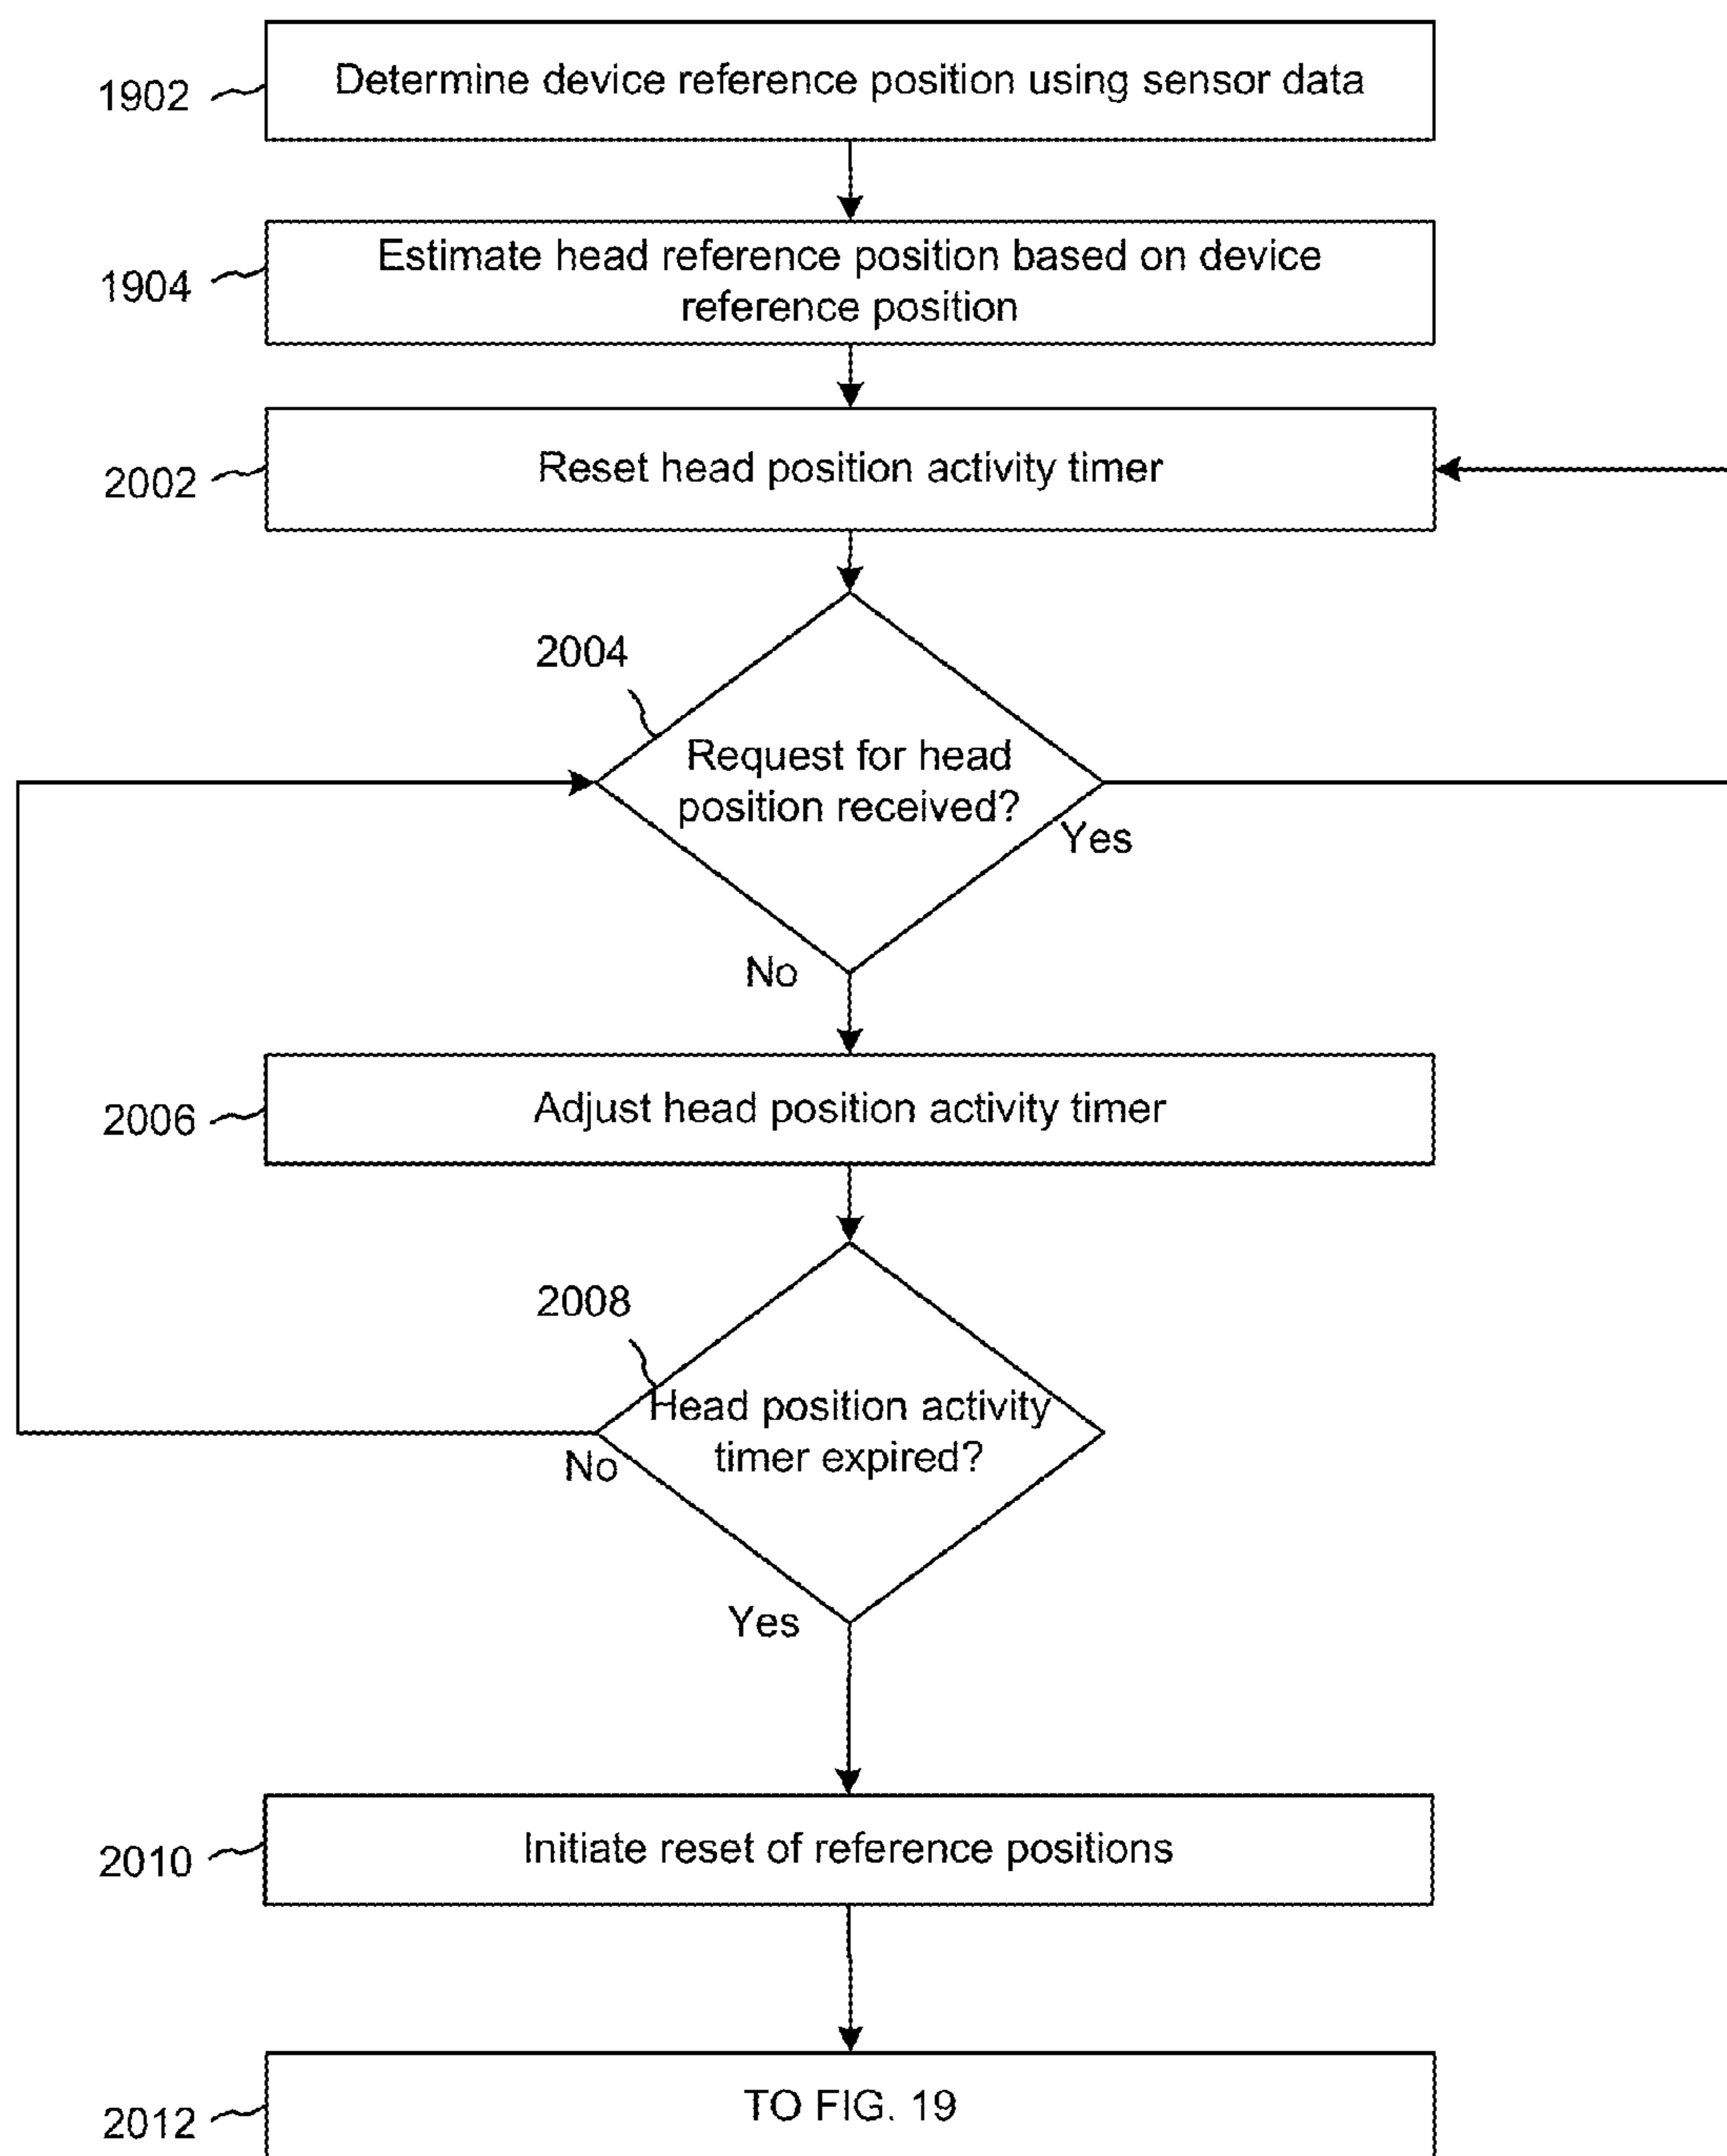 1902
Determine device reference position using sensor data
1904
Estimate head reference position based on device
reference position
2002
Reset head position activity timer
2004
Request for head
position received?
Yes
No
2006
Adjust head position activity timer
2008
Head position activity
timer expired?
No
Yes
2010
Initiate reset of reference positions
2012
TO FIG. 19